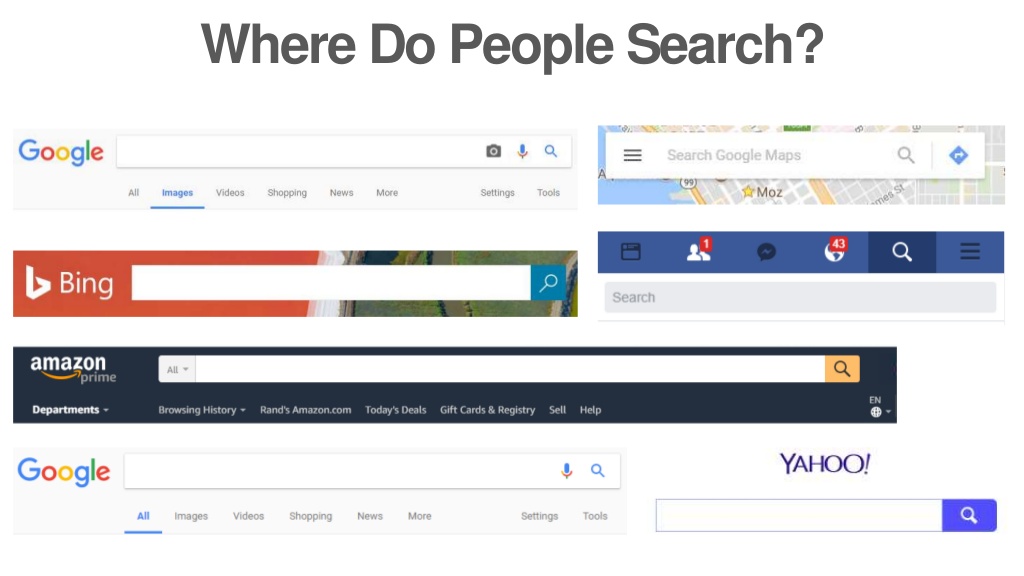 Where Do People Search?
Google
All Images Videos Shopping News More Settings Tools
Search Google Maps
99
Moz
Bing
1
43
Search
amazon
prime
All
Departments
Browsing History Rand's Amazon.com Today's Deals Gift Cards & Registry Sell Help
EN
Google
All Images Videos Shopping News More Settings Tools
YAHOO!